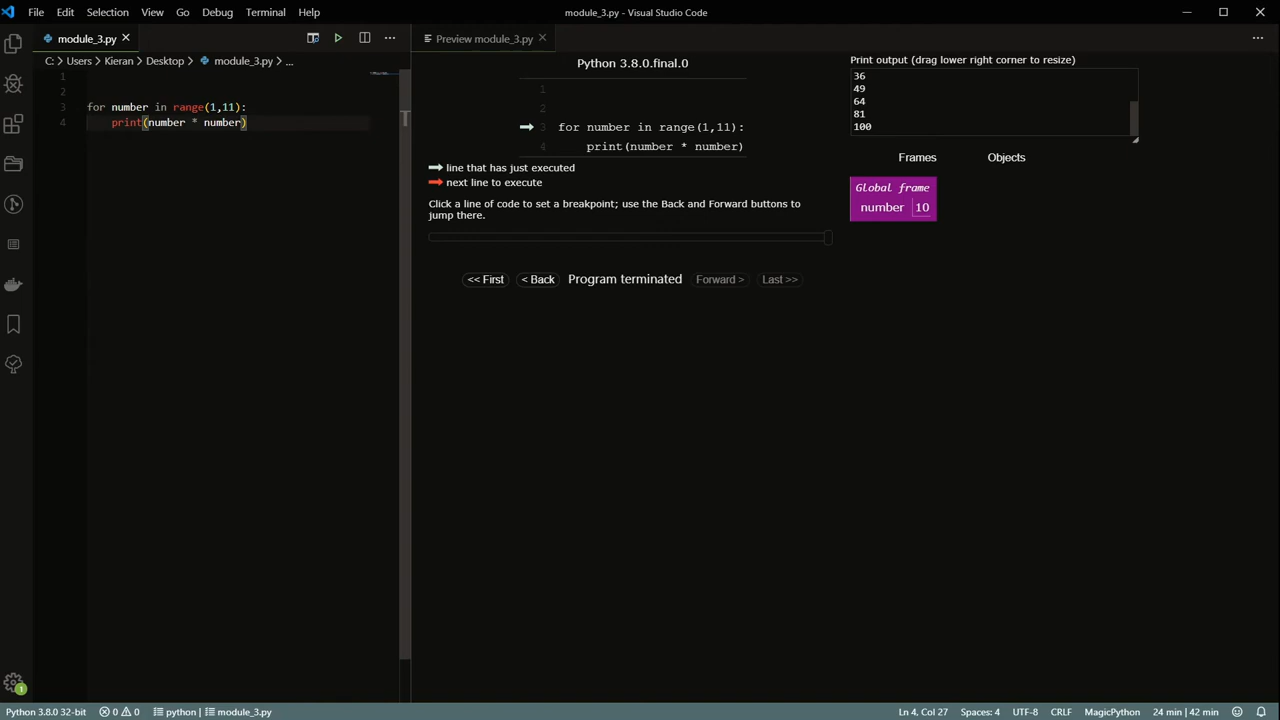 File Edit Selection View Go Debug Terminal Help
module_3.py - Visual Studio Code
module_3.py
C: > Users > Kieran > Desktop > module_3.py > ...
1
2
3 for number in range(1,11):
4 print(number * number)
Preview module_3.py
Python 3.8.0.final.0
1
2
3 for number in range(1,11):
4 print(number * number)
line that has just executed
next line to execute
Click a line of code to set a breakpoint; use the Back and Forward buttons to
jump there.
<< First < Back Program terminated Forward > Last >>
Print output (drag lower right corner to resize)
36
49
64
81
100
Frames Objects
Global frame
number 10
1
Python 3.8.0 32-bit 0 0 python | module_3.py Ln 4, Col 27 Spaces: 4 UTF-8 CRLF MagicPython 24 min | 42 min